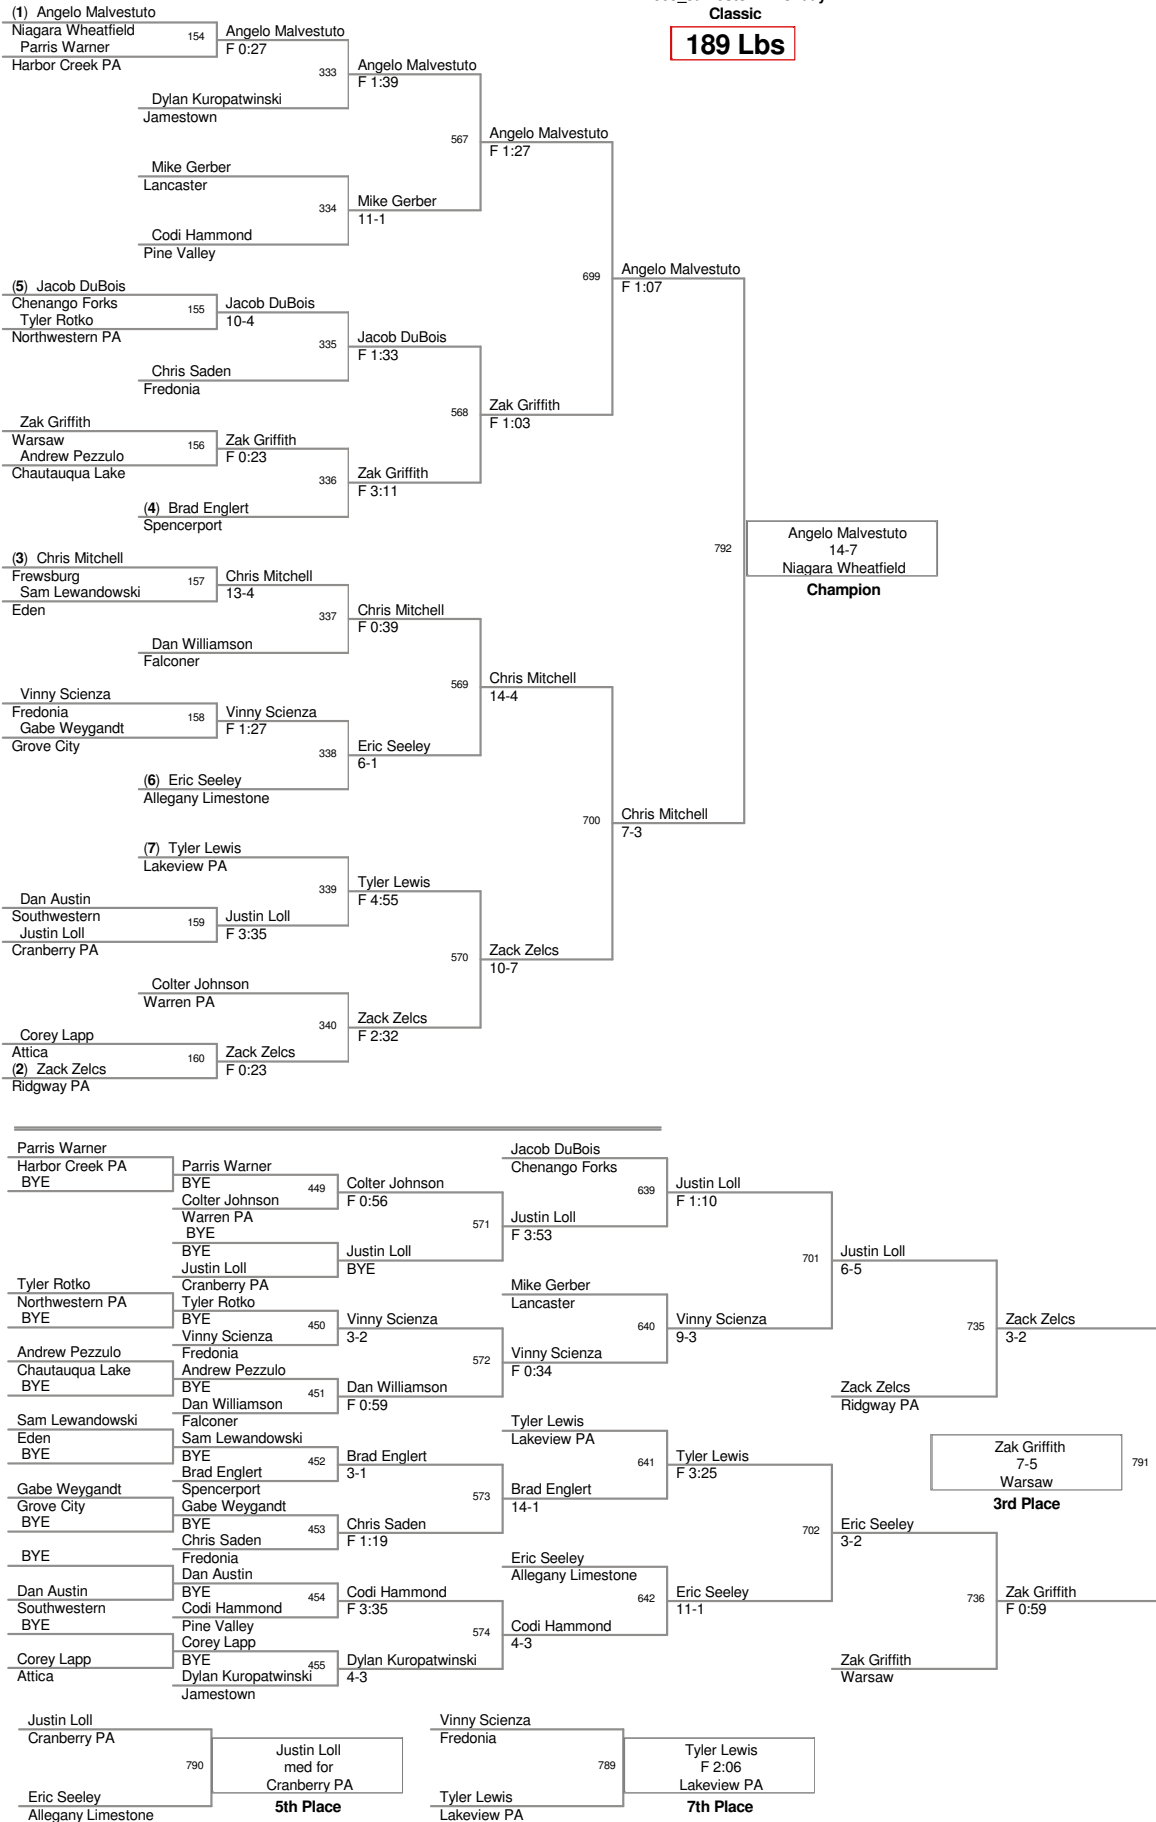 Classic
189 Lbs
(1) Angelo Malvestuto
Niagara Wheatfield
Parris Warner
Harbor Creek PA
154
Angelo Malvestuto
F 0:27
333
Dylan Kuropatwinski
Jamestown
Angelo Malvestuto
F 1:39
Mike Gerber
Lancaster
334
Codi Hammond
Pine Valley
Mike Gerber
11-1
567
Angelo Malvestuto
F 1:27
(5) Jacob DuBois
Chenango Forks
Tyler Rotko
Northwestern PA
155
Jacob DuBois
10-4
335
Chris Saden
Fredonia
Jacob DuBois
F 1:33
Zak Griffith
Warsaw
Andrew Pezzulo
Chautauqua Lake
156
Zak Griffith
F 0:23
336
(4) Brad Englert
Spencerport
Zak Griffith
F 3:11
568
Zak Griffith
F 1:03
699
Angelo Malvestuto
F 1:07
(3) Chris Mitchell
Frewsburg
Sam Lewandowski
Eden
157
Chris Mitchell
13-4
337
Dan Williamson
Falconer
Chris Mitchell
F 0:39
Vinny Scienza
Fredonia
Gabe Weygandt
Grove City
158
Vinny Scienza
F 1:27
338
(6) Eric Seeley
Allegany Limestone
Eric Seeley
6-1
569
Chris Mitchell
14-4
(7) Tyler Lewis
Lakeview PA
339
Dan Austin
Southwestern
Justin Loll
Cranberry PA
159
Justin Loll
F 3:35
Tyler Lewis
F 4:55
Colter Johnson
Warren PA
340
Corey Lapp
Attica
(2) Zack Zelcs
Ridgway PA
160
Zack Zelcs
F 0:23
Zack Zelcs
F 2:32
570
Zack Zelcs
10-7
700
Chris Mitchell
7-3
792
Angelo Malvestuto
14-7
Niagara Wheatfield
Champion
Parris Warner
Harbor Creek PA
BYE
Parris Warner
BYE
Colter Johnson
Warren PA
449
Colter Johnson
F 0:56
BYE
BYE
Justin Loll
Cranberry PA
Justin Loll
BYE
571
Justin Loll
F 3:53
Jacob DuBois
Chenango Forks
639
Justin Loll
F 1:10
Tyler Rotko
Northwestern PA
BYE
Tyler Rotko
BYE
Vinny Scienza
Fredonia
450
Vinny Scienza
3-2
Andrew Pezzulo
Chautauqua Lake
BYE
Andrew Pezzulo
BYE
Dan Williamson
Falconer
451
Dan Williamson
F 0:59
572
Vinny Scienza
F 0:34
Mike Gerber
Lancaster
640
Vinny Scienza
9-3
701
Justin Loll
6-5
735
Zack Zelcs
Ridgway PA
Zack Zelcs
3-2
Sam Lewandowski
Eden
BYE
Sam Lewandowski
BYE
Brad Englert
Spencerport
452
Brad Englert
3-1
Gabe Weygandt
Grove City
BYE
Gabe Weygandt
BYE
Chris Saden
Fredonia
453
Chris Saden
F 1:19
573
Brad Englert
14-1
Tyler Lewis
Lakeview PA
641
Tyler Lewis
F 3:25
BYE
Dan Austin
Southwestern
Dan Austin
BYE
Codi Hammond
Pine Valley
454
Codi Hammond
F 3:35
BYE
Corey Lapp
Attica
Corey Lapp
BYE
Dylan Kuropatwinski
Jamestown
455
Dylan Kuropatwinski
4-3
574
Codi Hammond
4-3
Eric Seeley
Allegany Limestone
642
Eric Seeley
11-1
702
Eric Seeley
3-2
736
Zak Griffith
Warsaw
Zak Griffith
F 0:59
Zak Griffith
7-5
Warsaw
791
3rd Place
Justin Loll
Cranberry PA
790
Eric Seeley
Allegany Limestone
Justin Loll
med for
Cranberry PA
5th Place
Vinny Scienza
Fredonia
789
Tyler Lewis
Lakeview PA
Tyler Lewis
F 2:06
Lakeview PA
7th Place